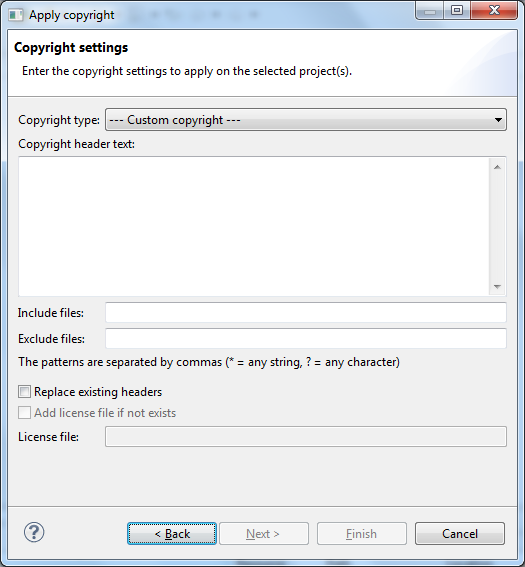 Apply copyright
Copyright settings
Enter the copyright settings to apply on the selected project(s).
Copyright type: --- Custom copyright ---
Copyright header text:
Include files:
Exclude files:
The patterns are separated by commas (* = any string, ? = any character)
Replace existing headers
Add license file if not exists
License file:
? < Back Next > Finish Cancel